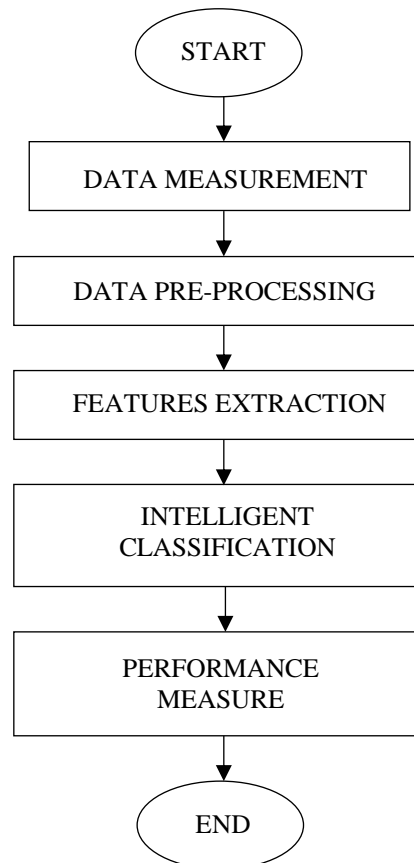 START
DATA MEASUREMENT
DATA PRE-PROCESSING
FEATURES EXTRACTION
INTELLIGENT
CLASSIFICATION
PERFORMANCE
MEASURE
END